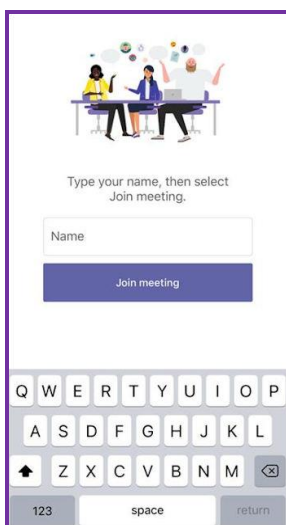 Type your name, then select
Join meeting.
Name
Join meeting
Q W E R T Y U I O P
A S D F G H J K L
Z X C V B N M
123 space return